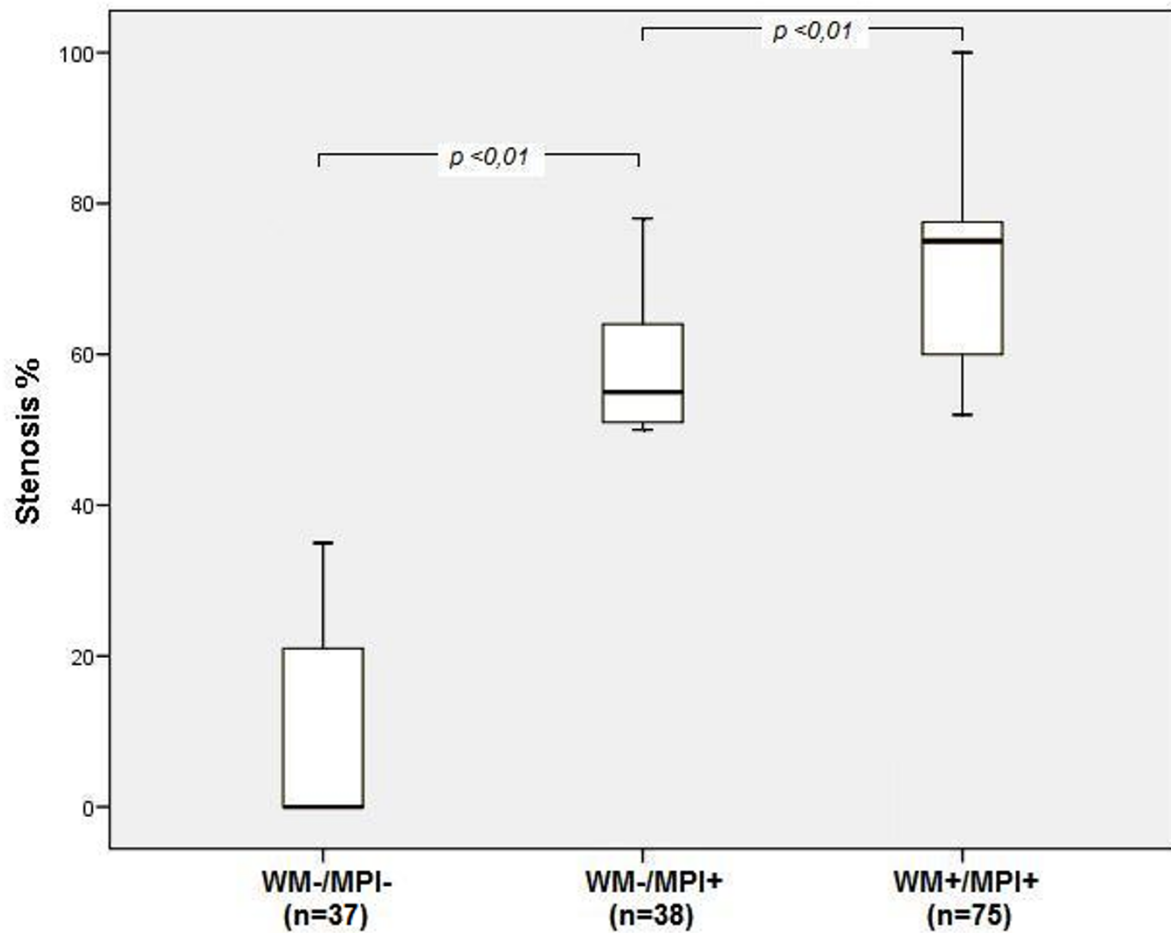 p <0,01
100
p <0,01
80
60
40
20
0
Stenosis %
WM-/MPI-
(n=37)
WM-/MPI+
(n=38)
WM+/MPI+
(n=75)